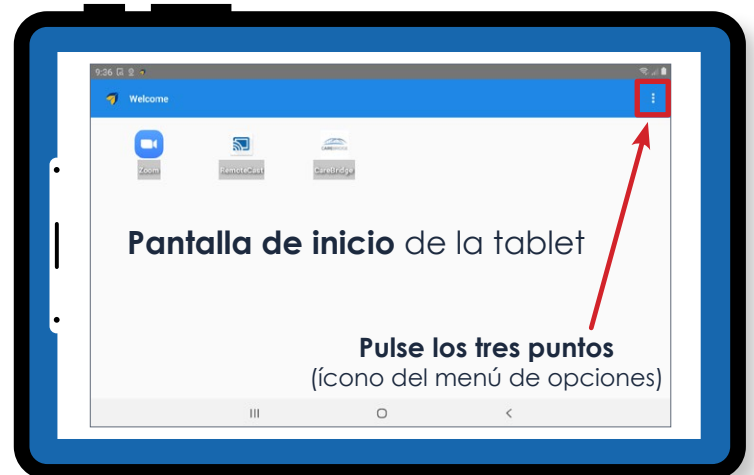 9:36
Welcome
Zoom RemoteCast CareBridge
Pantalla de inicio de la tablet
Pulse los tres puntos
(ícono del menú de opciones)